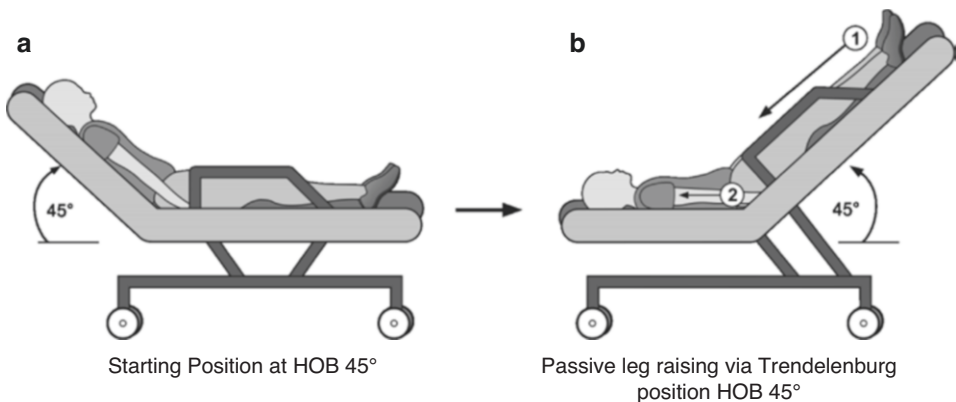 a
45°
Starting Position at HOB 45°
b
1
2
45°
Passive leg raising via Trendelenburg
position HOB 45°